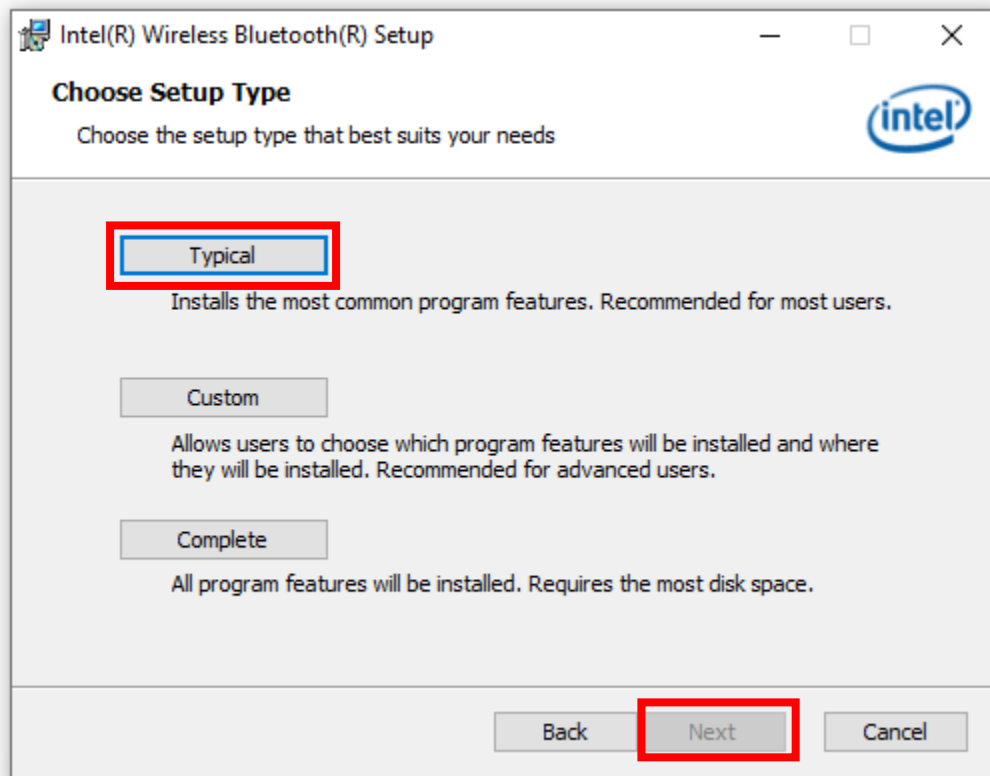 Intel(R) Wireless Bluetooth(R) Setup
Choose Setup Type
Choose the setup type that best suits your needs
intel
Typical
Installs the most common program features. Recommended for most users.
Custom
Allows users to choose which program features will be installed and where
they will be installed. Recommended for advanced users.
Complete
All program features will be installed. Requires the most disk space.
Back
Next
Cancel